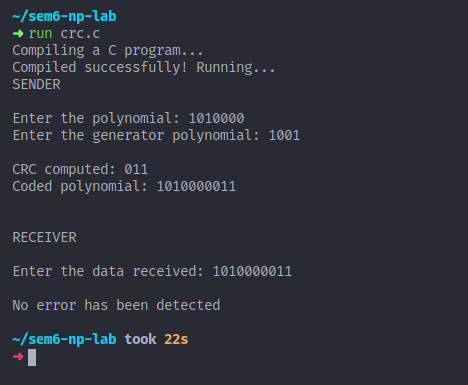 ~/sem6-np-lab
➜ run crc.c
Compiling a C program...
Compiled successfully! Running...
SENDER
Enter the polynomial: 1010000
Enter the generator polynomial: 1001
CRC computed: 011
Coded polynomial: 1010000011
RECEIVER
Enter the data received: 1010000011
No error has been detected
~/sem6-np-lab took 22s
➜